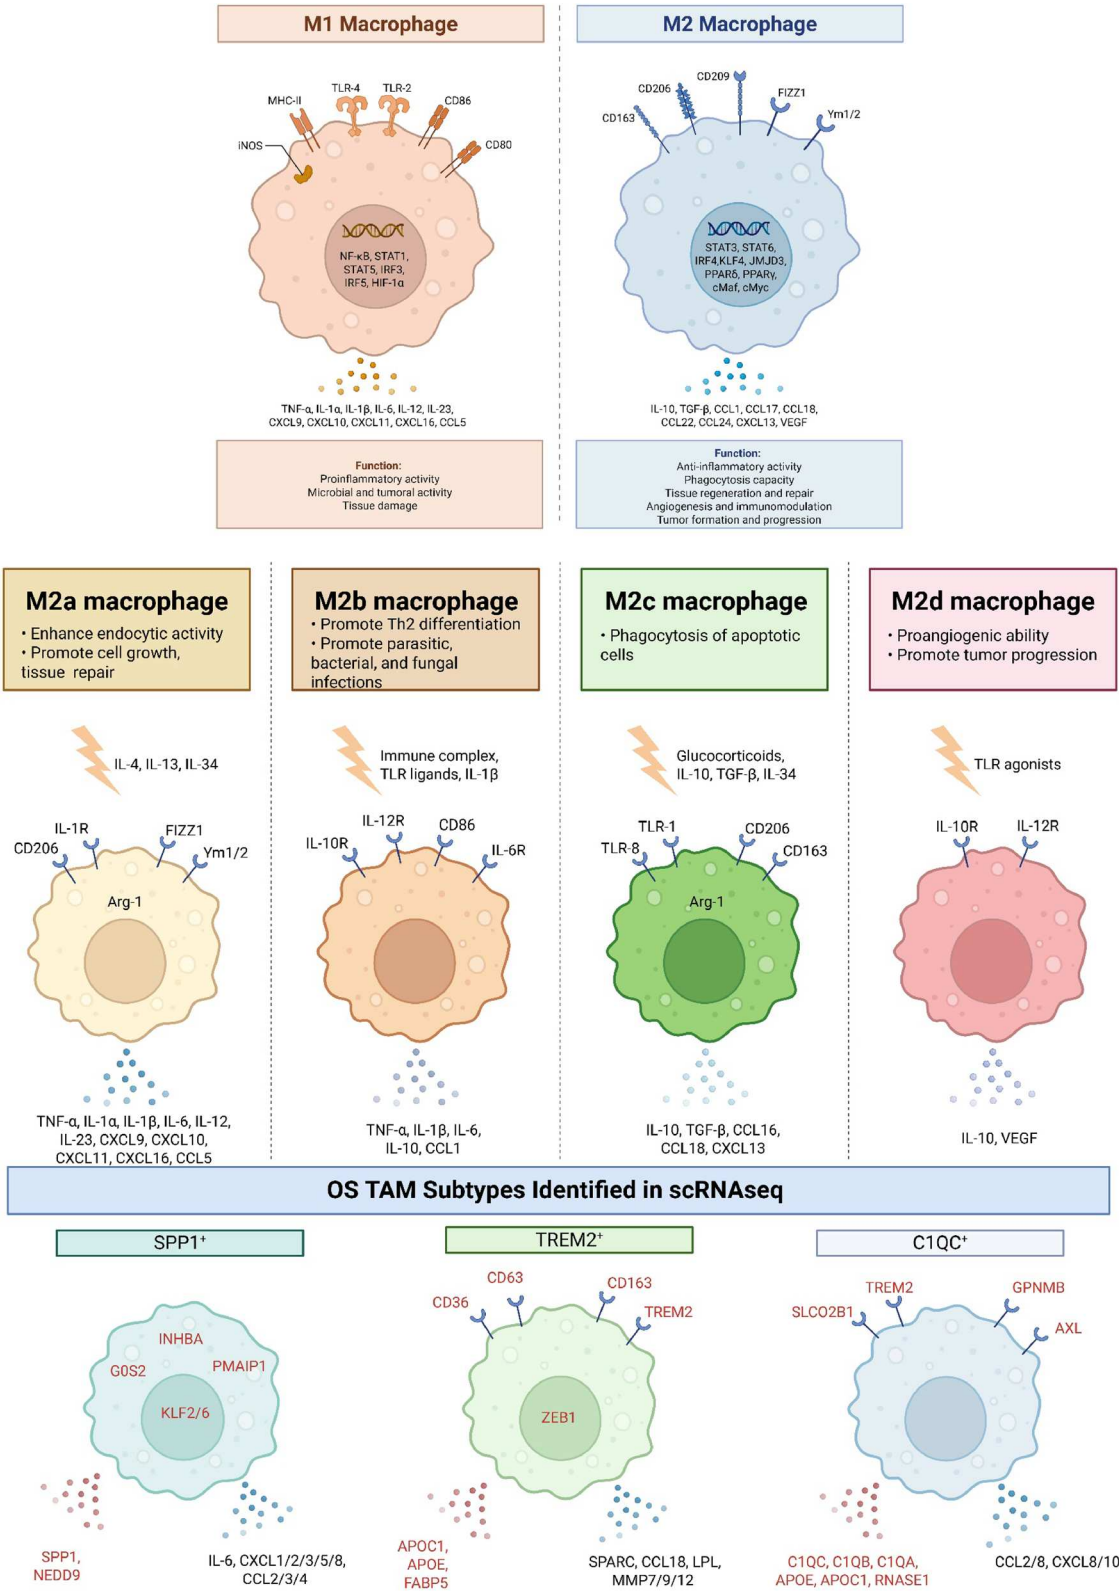 M1 Macrophage
MHC-II
TLR-4
TLR-2
CD86
iNOS
CD80
NF-κB, STAT1,
STAT5, IRF3,
IRF5, HIF-1α
TNF-α, IL-1α, IL-1β, IL-6, IL-12, IL-23,
CXCL9, CXCL10, CXCL11, CXCL16, CCL5
Function:
Proinflammatory activity
Microbial and tumoral activity
Tissue damage
M2 Macrophage
CD163
CD206
CD209
FIZZ1
Ym1/2
STAT3, STAT6,
IRF4,KLF4, JMJD3,
PPARδ, PPARγ,
cMaf, cMyc
IL-10, TGF-β, CCL1, CCL17, CCL18,
CCL22, CCL24, CXCL13, VEGF
Function:
Anti-inflammatory activity
Phagocytosis capacity
Tissue regeneration and repair
Angiogenesis and immunomodulation
Tumor formation and progression
M2a macrophage
• Enhance endocytic activity
• Promote cell growth,
tissue repair
IL-4, IL-13, IL-34
CD206
IL-1R
FIZZ1
Ym1/2
Arg-1
TNF-α, IL-1α, IL-1β, IL-6, IL-12,
IL-23, CXCL9, CXCL10,
CXCL11, CXCL16, CCL5
M2b macrophage
• Promote Th2 differentiation
• Promote parasitic,
bacterial, and fungal
infections
Immune complex,
TLR ligands, IL-1β
IL-10R
IL-12R
CD86
IL-6R
TNF-α, IL-1β, IL-6,
IL-10, CCL1
M2c macrophage
• Phagocytosis of apoptotic
cells
Glucocorticoids,
IL-10, TGF-β, IL-34
TLR-8
TLR-1
CD206
CD163
Arg-1
IL-10, TGF-β, CCL16,
CCL18, CXCL13
M2d macrophage
• Proangiogenic ability
• Promote tumor progression
TLR agonists
IL-10R
IL-12R
IL-10, VEGF
OS TAM Subtypes Identified in scRNAseq
SPP1⁺
INHBA
G0S2
PMAIP1
KLF2/6
SPP1,
NEDD9
IL-6, CXCL1/2/3/5/8,
CCL2/3/4
TREM2⁺
CD36
CD63
CD163
TREM2
ZEB1
APOC1,
APOE,
FABP5
SPARC, CCL18, LPL,
MMP7/9/12
C1QC⁺
SLCO2B1
TREM2
GPNMB
AXL
C1QC, C1QB, C1QA,
APOE, APOC1, RNASE1
CCL2/8, CXCL8/10